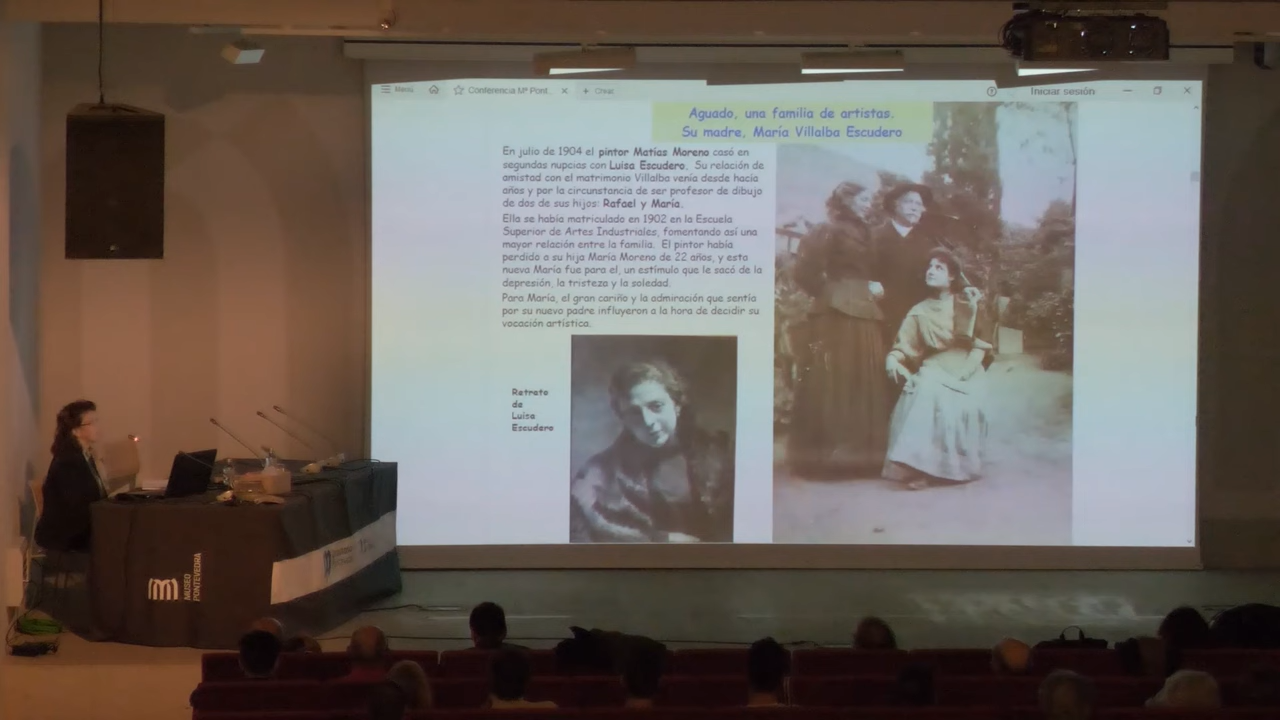 Menú
Conferencia Mª Pont.
Crear
Iniciar sesión
Aguado, una familia de artistas.
Su madre, María Villalba Escudero
En julio de 1904 el pintor Matías Moreno casó en
segundas nupcias con Luisa Escudero. Su relación de
amistad con el matrimonio Villalba venía desde hacía
años y por la circunstancia de ser profesor de dibujo
de dos de sus hijos: Rafael y María.
Ella se había matriculado en 1902 en la Escuela
Superior de Artes Industriales, fomentando así una
mayor relación entre la familia. El pintor había
perdido a su hija María Moreno de 22 años, y esta
nueva María fue para el, un estímulo que le sacó de la
depresión, la tristeza y la soledad.
Para María, el gran cariño y la admiración que sentía
por su nuevo padre influyeron a la hora de decidir su
vocación artística.
Retrato
de
Luisa
Escudero
MUSEO
PONTEVEDRA